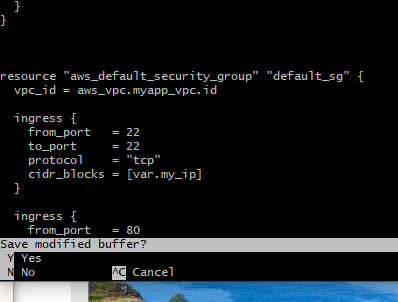 }
}
resource "aws_default_security_group" "default_sg" {
  vpc_id = aws_vpc.myapp_vpc.id
  ingress {
    from_port   = 22
    to_port     = 22
    protocol    = "tcp"
    cidr_blocks = [var.my_ip]
  }
  ingress {
    from_port   = 80
Save modified buffer?
 Y Yes
 N No           ^C Cancel